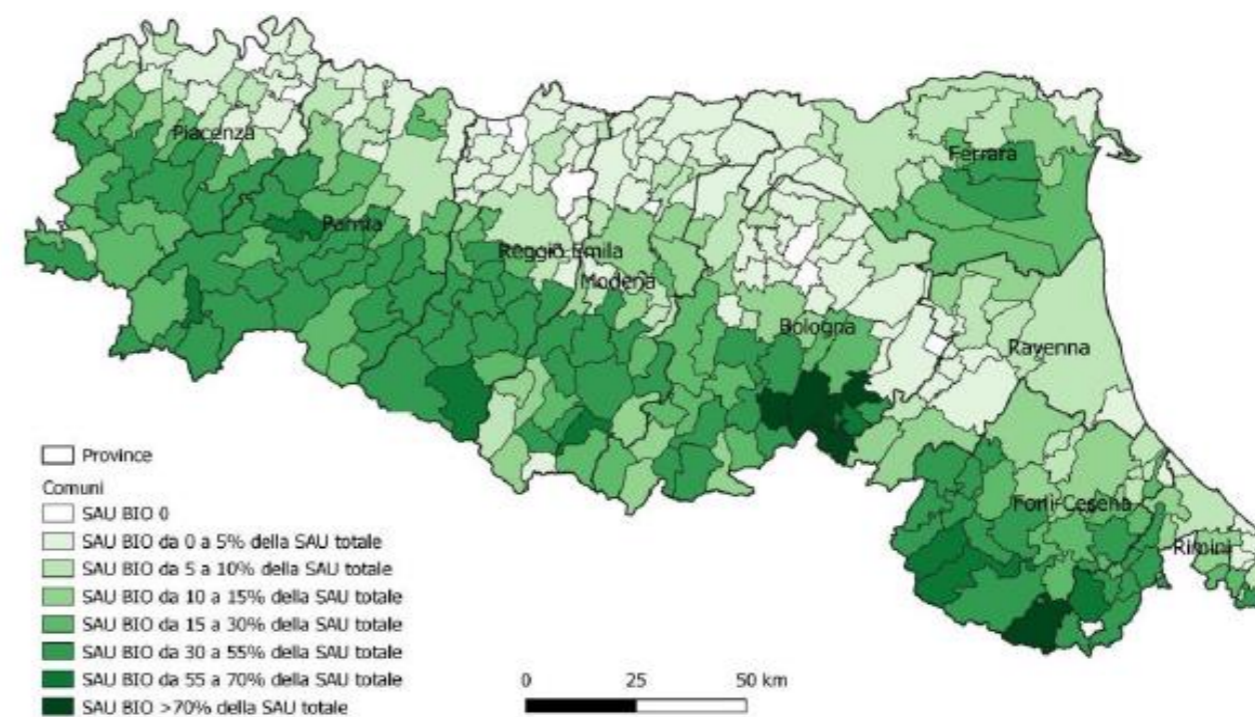 Piacenza
Ferrara
Parma
Reggio Emilia
Modena
Bologna
Ravenna
Forlì-Cesena
Rimini
Province
Comuni
SAU BIO 0
SAU BIO da 0 a 5% della SAU totale
SAU BIO da 5 a 10% della SAU totale
SAU BIO da 10 a 15% della SAU totale
SAU BIO da 15 a 30% della SAU totale
SAU BIO da 30 a 55% della SAU totale
SAU BIO da 55 a 70% della SAU totale
SAU BIO >70% della SAU totale
0 25 50 km